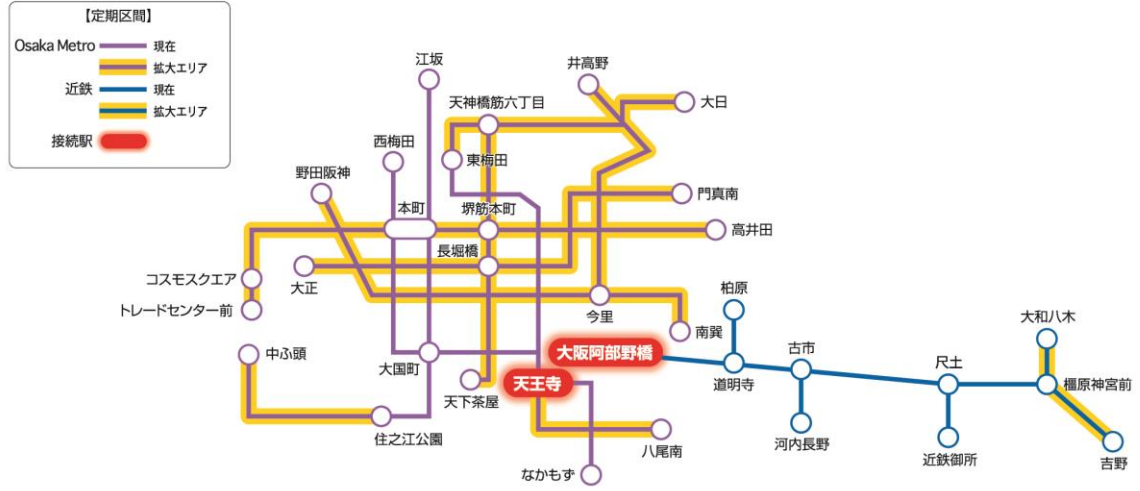 【定期区間】
Osaka Metro 現在
拡大エリア
近鉄 現在
拡大エリア
接続駅
江坂
井高野
大日
天神橋筋六丁目
西梅田
東梅田
野田阪神
門真南
本町
堺筋本町
高井田
長堀橋
コスモスクエア
大正
トレードセンター前
今里
柏原
南巽
大和八木
中ふ頭
大阪阿部野橋
古市
尺土
大国町
道明寺
橿原神宮前
天下茶屋
天王寺
住之江公園
河内長野
近鉄御所
八尾南
吉野
なかもず